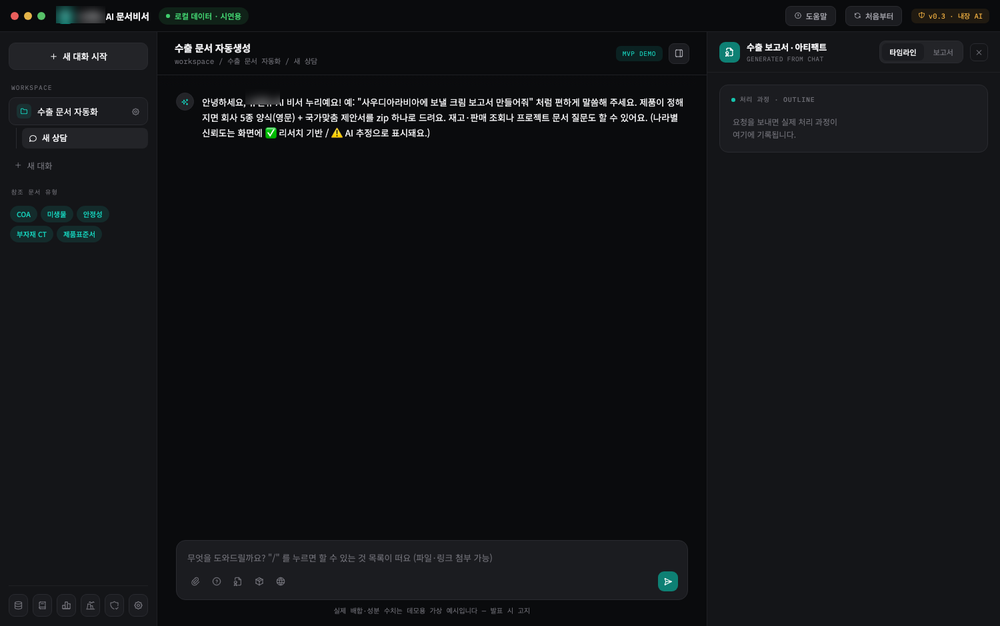 AI 문서비서
로컬 데이터 · 시연용
도움말
처음부터
v0.3 · 내장 AI
+ 새 대화 시작
WORKSPACE
수출 문서 자동화
새 상담
+ 새 대화
참조 문서 유형
COA
미생물
안정성
부자재 CT
제품표준서
수출 문서 자동생성
workspace / 수출 문서 자동화 / 새 상담
MVP DEMO
안녕하세요, AI 비서 누리예요! 예: "사우디아라비아에 보낼 크림 보고서 만들어줘" 처럼 편하게 말씀해 주세요. 제품이 정해
지면 회사 5종 양식(영문) + 국가맞춤 제안서를 zip 하나로 드려요. 재고·판매 조회나 프로젝트 문서 질문도 할 수 있어요. (나라별
신뢰도는 화면에 ✅ 리서치 기반 / ⚠️ AI 추정으로 표시돼요.)
무엇을 도와드릴까요? "/" 를 누르면 할 수 있는 것 목록이 떠요 (파일·링크 첨부 가능)
실제 배합·성분 수치는 데모용 가상 예시입니다 — 발표 시 고지
수출 보고서 · 아티팩트
GENERATED FROM CHAT
타임라인
보고서
처리 과정 · OUTLINE
요청을 보내면 실제 처리 과정이
여기에 기록됩니다.